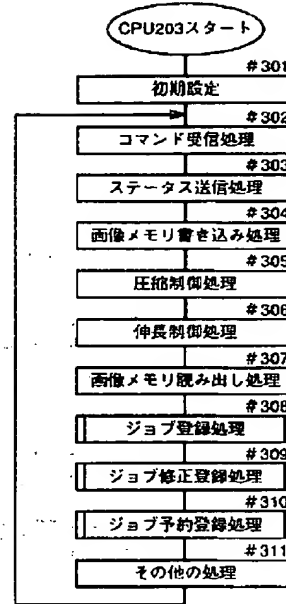 CPU203スタート
#301
初期設定
#302
コマンド受信処理
#303
ステータス送信処理
#304
画像メモリ書き込み処理
#305
圧縮制御処理
#306
伸長制御処理
#307
画像メモリ読み出し処理
#308
ジョブ登録処理
#309
ジョブ修正登録処理
#310
ジョブ予約登録処理
#311
その他の処理